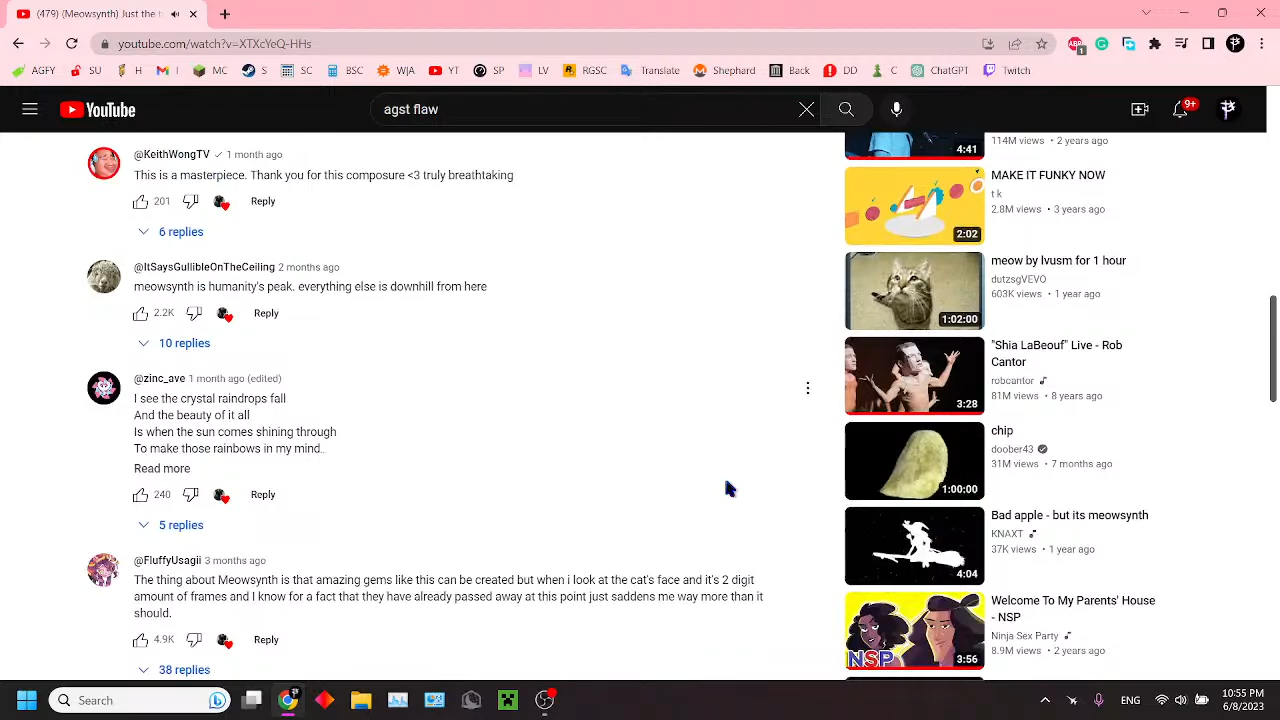 (479) (Meowsynth) Just the t
youtube.com/watch?v=XTXcYeQ-HHs
ABP
1
AGFY SU H I MC S SC BSC WJA YT SP LV RGSC Translate Shephard Back DD C ChatGPT Twitch
YouTube
agst flaw
9+
@KeithWongTV 1 month ago
This is a masterpiece. Thank you for this composure <3 truly breathtaking
201 Reply
6 replies
@ItSaysGullibleOnTheCeiling 2 months ago
meowsynth is humanity's peak. everything else is downhill from here
2.2K Reply
10 replies
@zinc_ave 1 month ago (edited)
I see the crystal raindrops fall
And the beauty of it all
Is when the sun comes shining through
To make those rainbows in my mind..
Read more
240 Reply
5 replies
@FluffyUsagii 3 months ago
The thing about Meowsynth is that amazing gems like this can be created but when i look at the cat's face and it's 2 digit
amount of frames and I know for a fact that they have already passed away at this point just saddens me way more than it
should.
4.9K Reply
38 replies
4:41
114M views • 2 years ago
2:02
MAKE IT FUNKY NOW
t k
2.8M views • 3 years ago
1:02:00
meow by lvusm for 1 hour
dutzsgVEVO
603K views • 1 year ago
3:28
"Shia LaBeouf" Live - Rob
Cantor
robcantor
81M views • 8 years ago
1:00:00
chip
doober43
31M views • 7 months ago
4:04
Bad apple - but its meowsynth
KNAXT
37K views • 1 year ago
NSP
3:56
Welcome To My Parents' House
- NSP
Ninja Sex Party
8.9M views • 2 years ago
Search
ENG
10:55 PM
6/8/2023